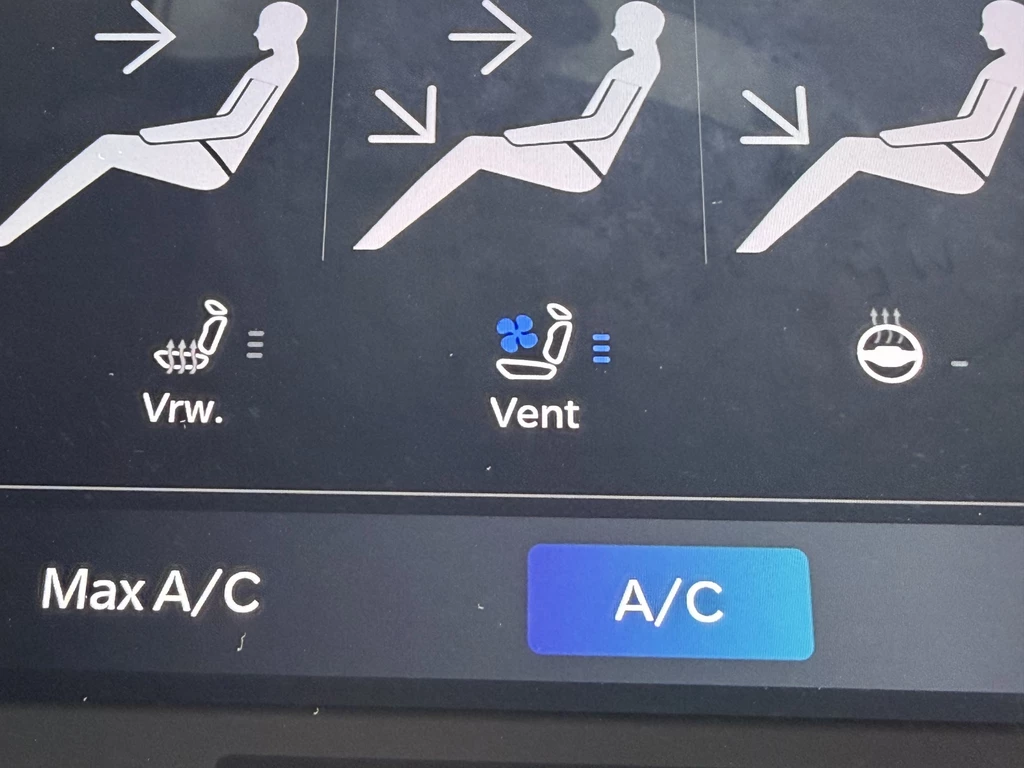 Vrw.
Vent
Max A/C
A/C